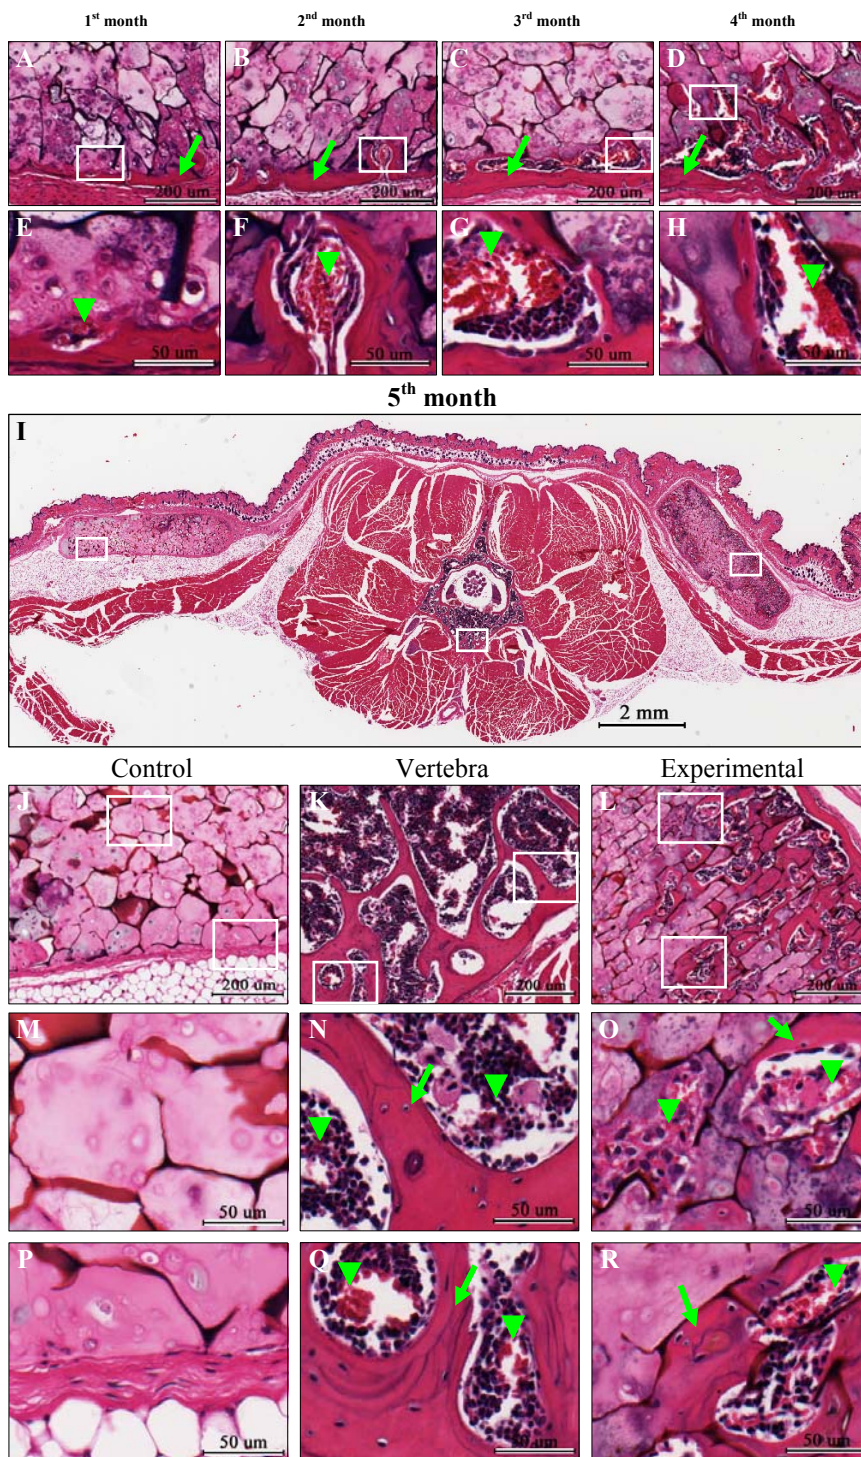 1st month 2nd month 3rd month 4th month
A B C D
200 um 200 um 200 um 200 um
E F G H
50 um 50 um 50 um 50 um
5th month
I
2 mm
Control Vertebra Experimental
J K L
200 um 200 um 200 um
M N O
50 um 50 um 50 um
P Q R
50 um 50 um 50 um